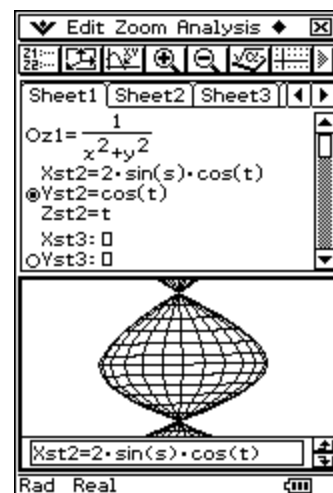 Edit Zoom Analysis ◆
Sheet1 Sheet2 Sheet3
z1=1/(x²+y²)
Xst2=2·sin(s)·cos(t)
Yst2=cos(t)
Zst2=t
Xst3:□
Yst3:□
Xst2=2·sin(s)·cos(t)
Rad Real